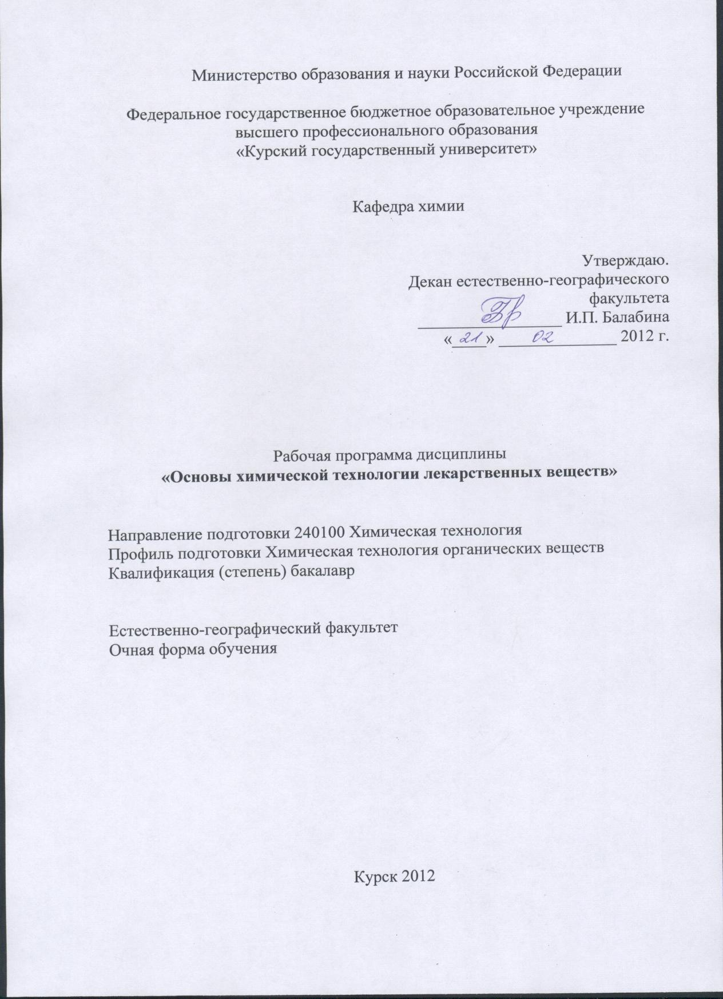 Министерство образования и науки Российской Федерации
Федеральное государственное бюджетное образовательное учреждение
высшего профессионального образования
«Курский государственный университет»
Кафедра химии
Утверждаю.
Декан естественно-географического
факультета
И.П. Балабина
«21» 02 2012 г.
Рабочая программа дисциплины
«Основы химической технологии лекарственных веществ»
Направление подготовки 240100 Химическая технология
Профиль подготовки Химическая технология органических веществ
Квалификация (степень) бакалавр
Естественно-географический факультет
Очная форма обучения
Курск 2012